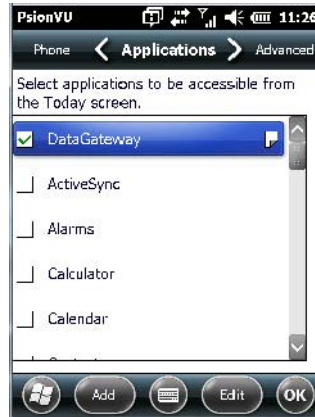 PsionVU 11:26
Phone Applications Advanced
Select applications to be accessible from
the Today screen.
DataGateway
ActiveSync
Alarms
Calculator
Calendar
Add Edit OK